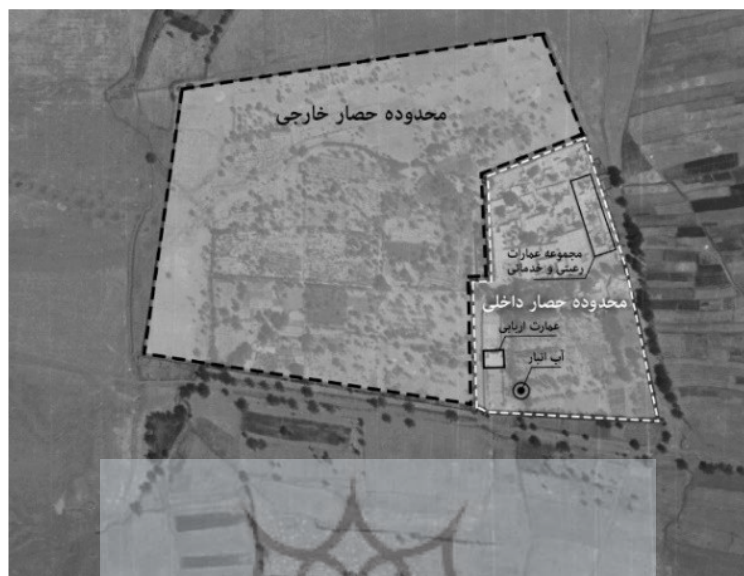 محدوده حصار خارجی
مجموعه عمارت
رعیتی و خدماتی
محدوده حصار داخلی
عمارت اربابی
آب انبار